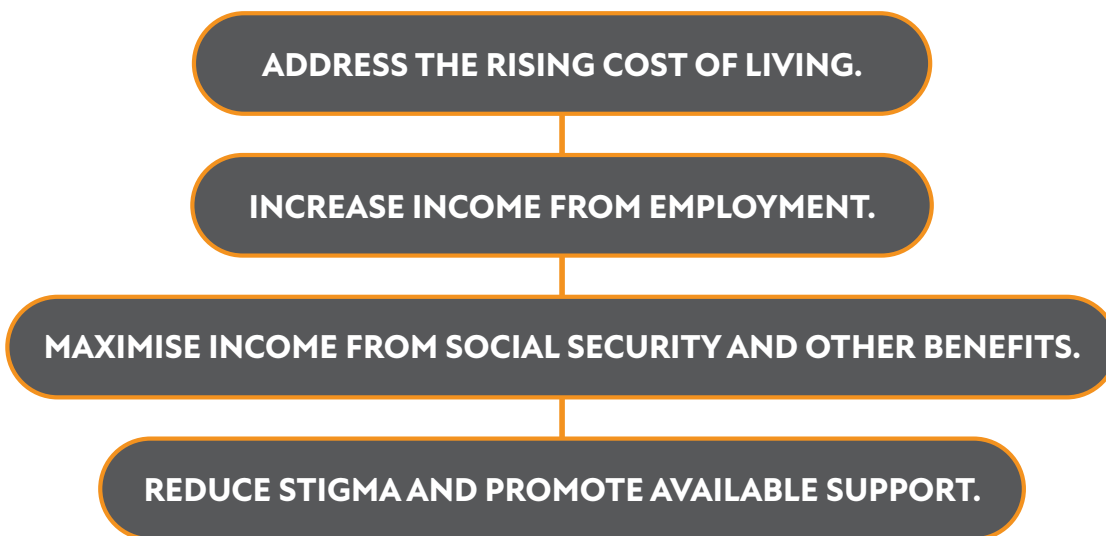 ADDRESS THE RISING COST OF LIVING.
INCREASE INCOME FROM EMPLOYMENT.
MAXIMISE INCOME FROM SOCIAL SECURITY AND OTHER BENEFITS.
REDUCE STIGMA AND PROMOTE AVAILABLE SUPPORT.